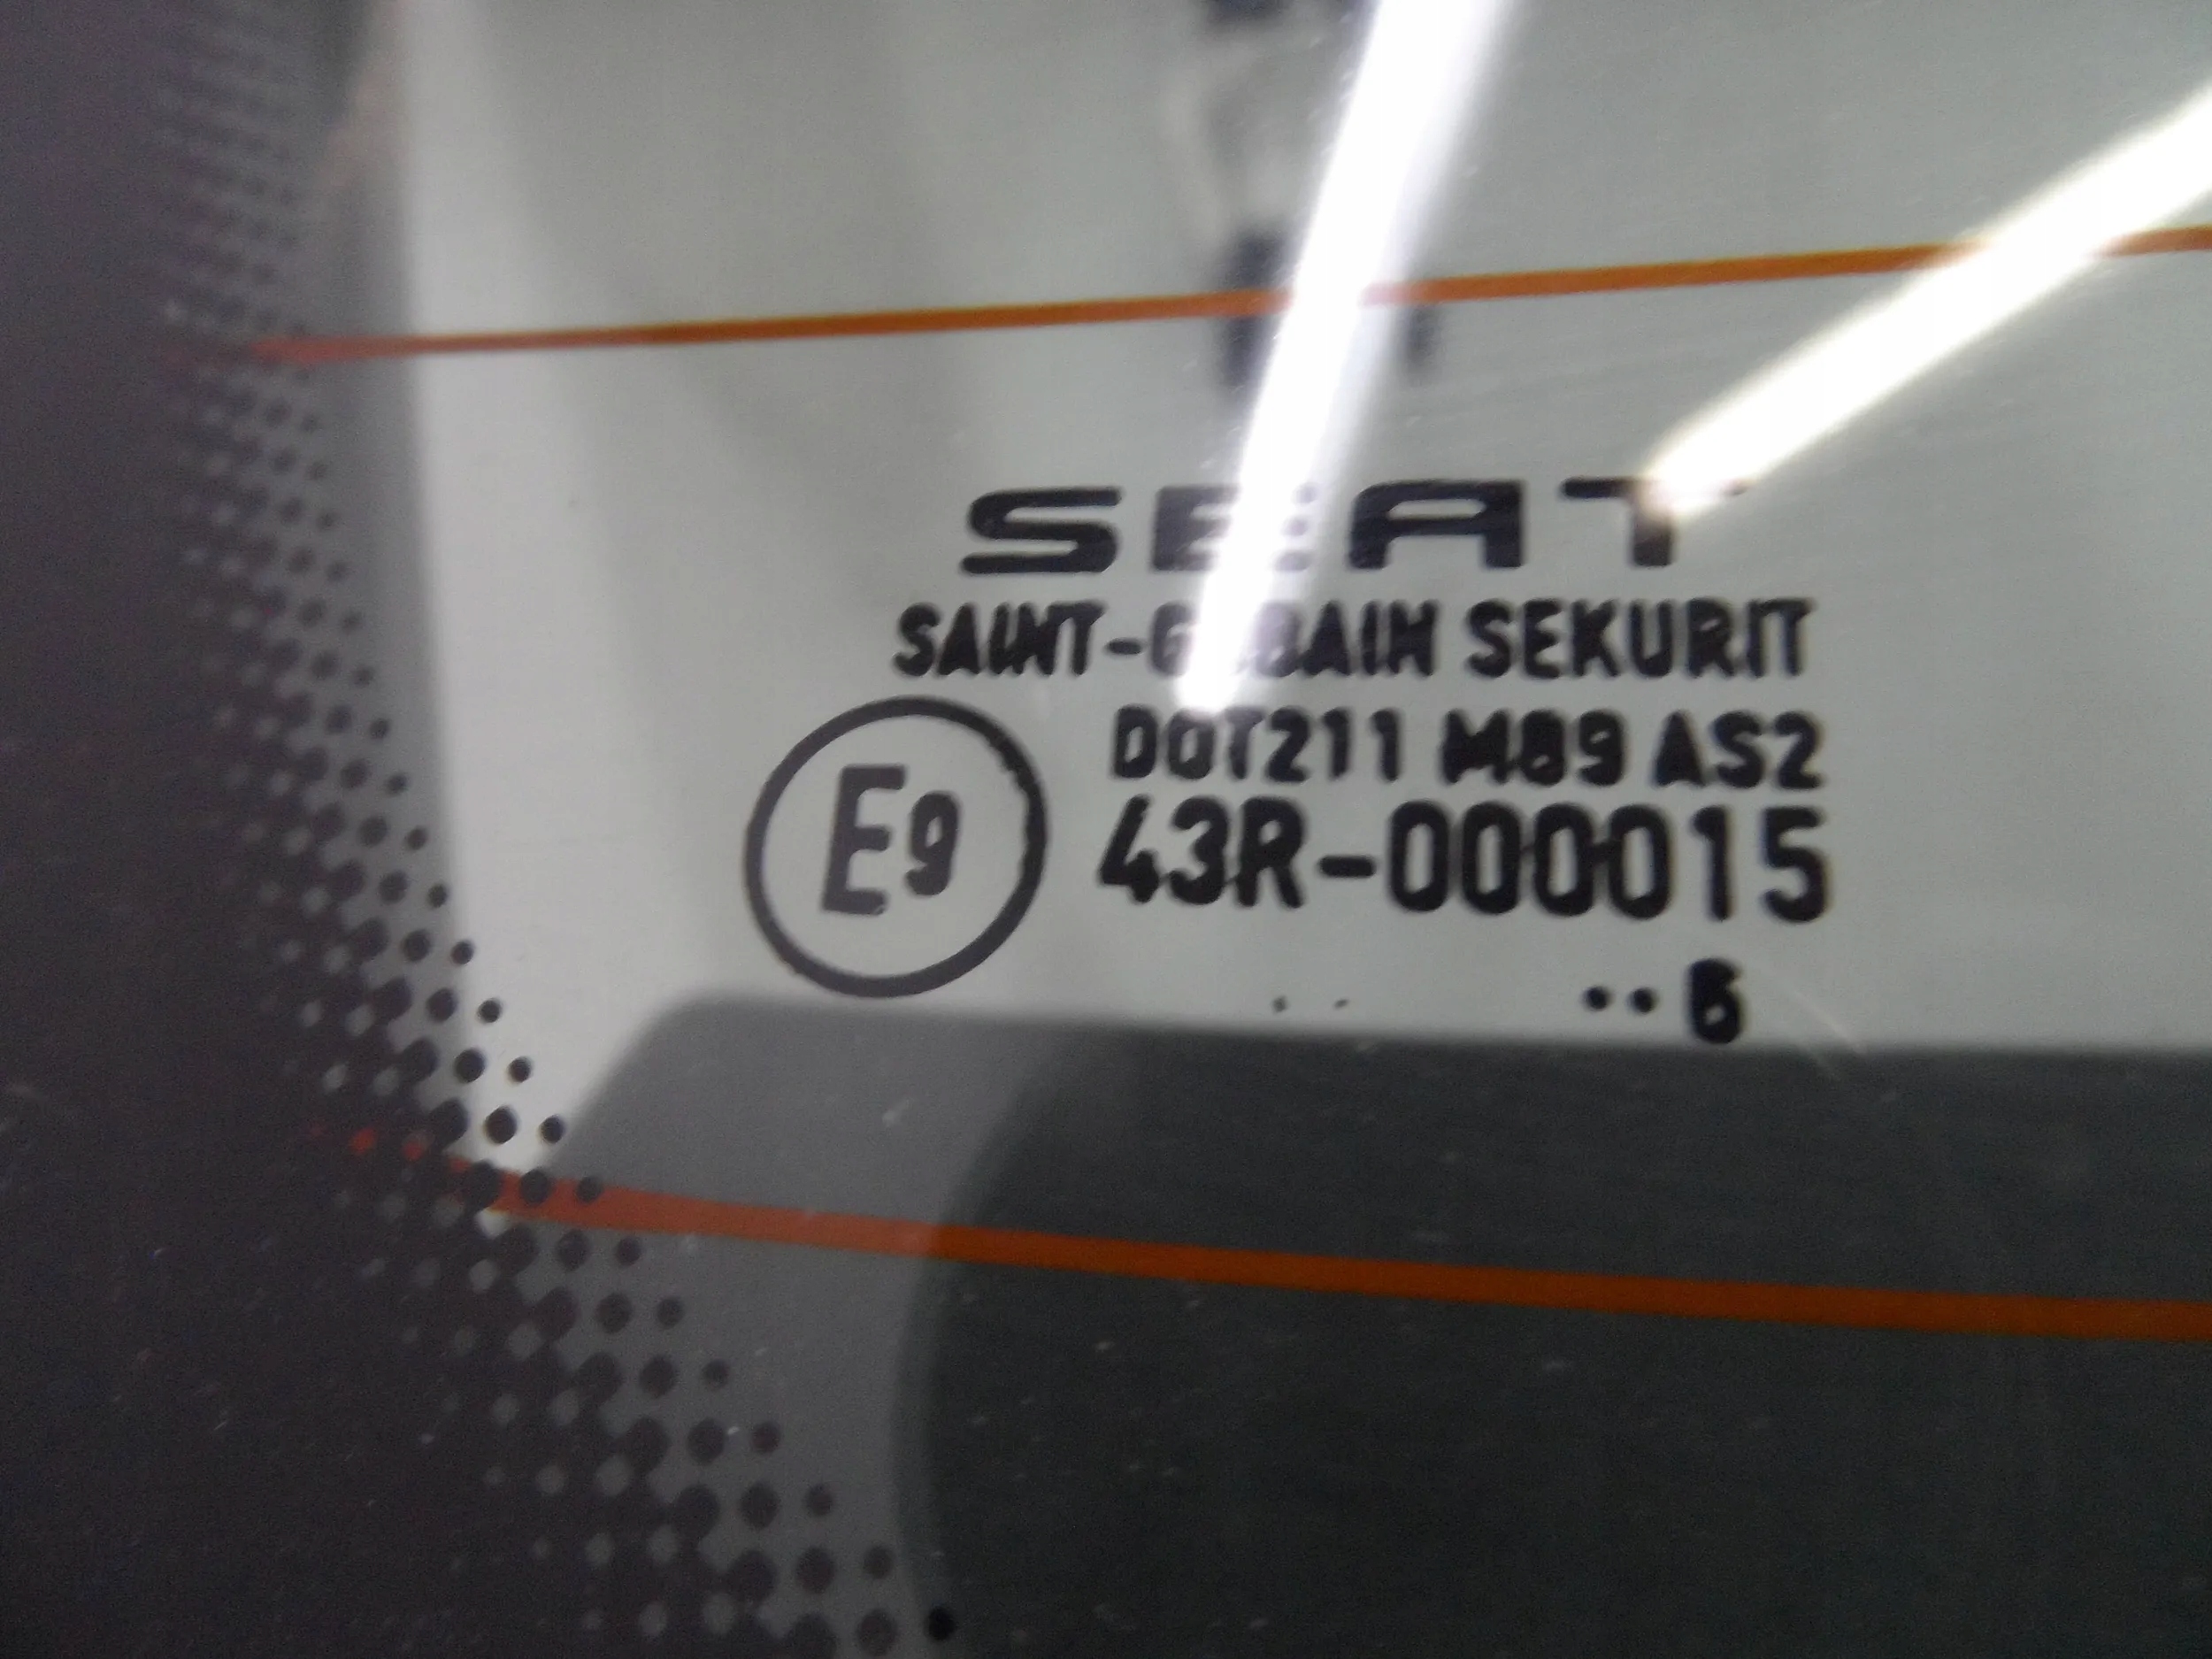 SEAT
SAINT-GOBAIN SEKURIT
DOT211 M89 AS2
E9
43R-000015
. . ..6